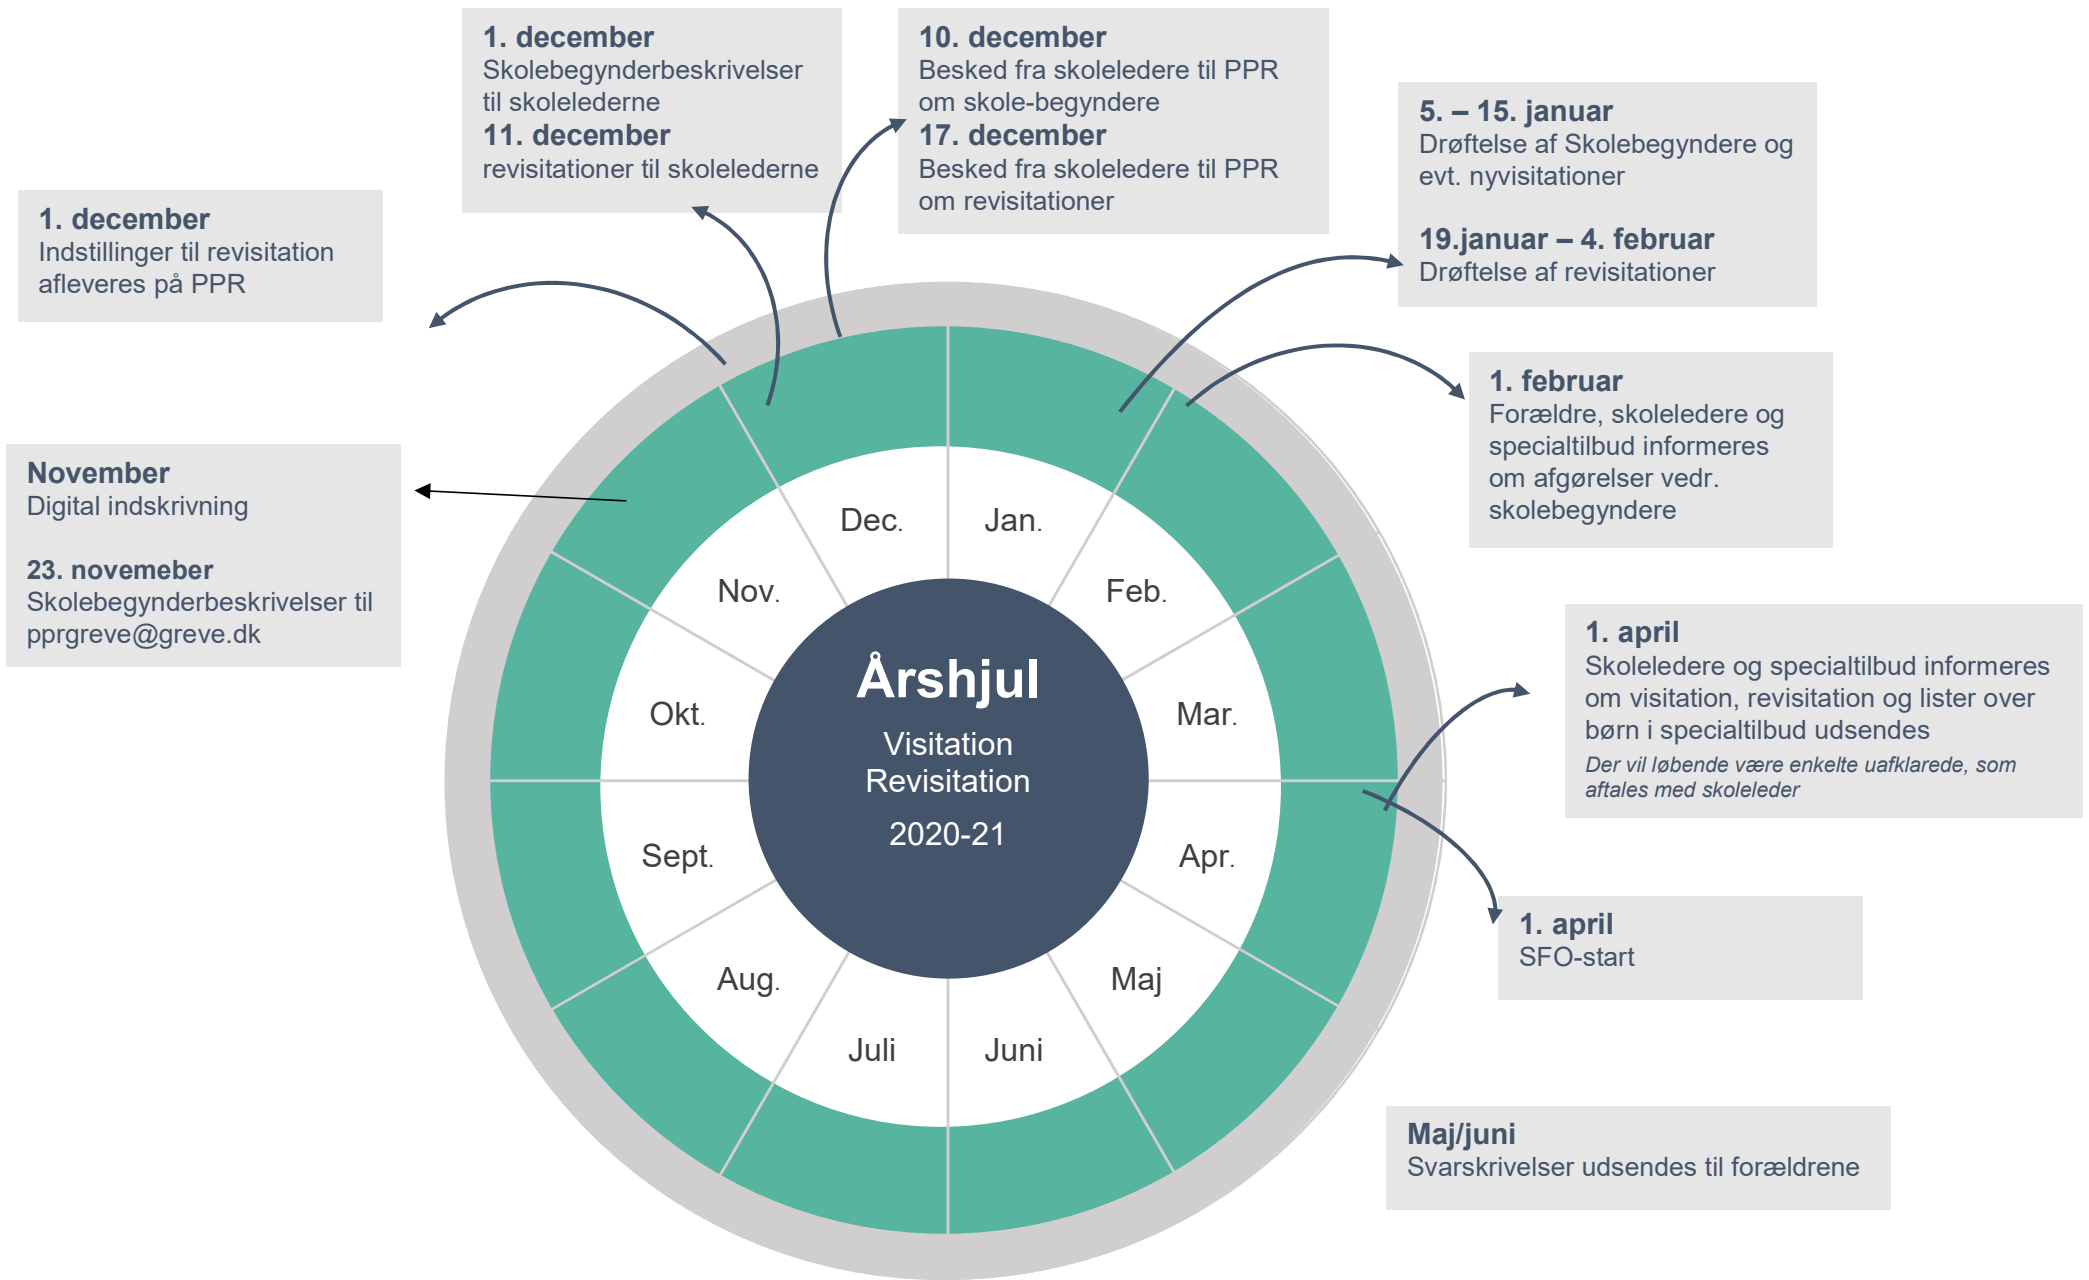 1. december
Skolebegynderbeskrivelser
til skolelederne
11. december
revisitationer til skolelederne
10. december
Besked fra skoleledere til PPR
om skole-begyndere
17. december
Besked fra skoleledere til PPR
om revisitationer
5. – 15. januar
Drøftelse af Skolebegyndere og
evt. nyvisitationer
19.januar – 4. februar
Drøftelse af revisitationer
1. december
Indstillinger til revisitation
afleveres på PPR
1. februar
Forældre, skoleledere og
specialtilbud informeres
om afgørelser vedr.
skolebegyndere
November
Digital indskrivning
23. novemeber
Skolebegynderbeskrivelser til
pprgreve@greve.dk
1. april
Skoleledere og specialtilbud informeres
om visitation, revisitation og lister over
børn i specialtilbud udsendes
Der vil løbende være enkelte uafklarede, som
aftales med skoleleder
1. april
SFO-start
Maj/juni
Svarskrivelser udsendes til forældrene
Jan.
Feb.
Mar.
Apr.
Maj
Juni
Juli
Aug.
Sept.
Okt.
Nov.
Dec.
Årshjul
Visitation
Revisitation
2020-21